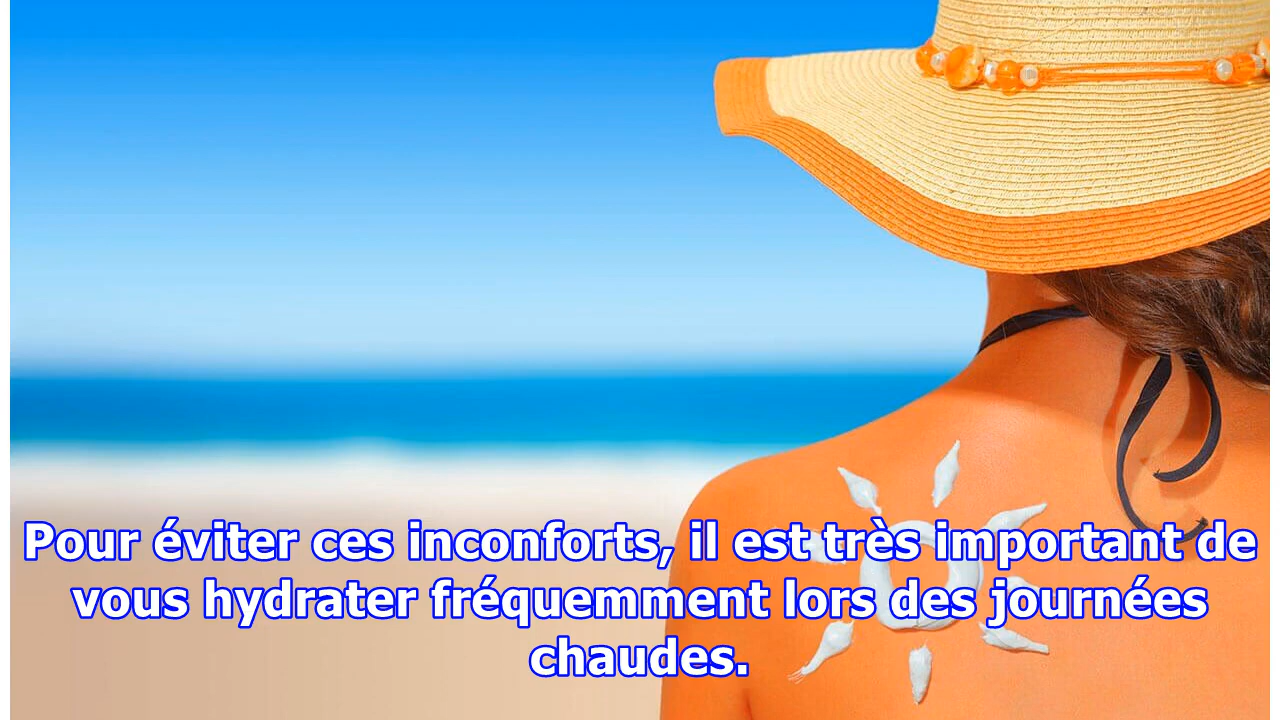 Pour éviter ces inconforts, il est très important de
vous hydrater fréquemment lors des journées
chaudes.